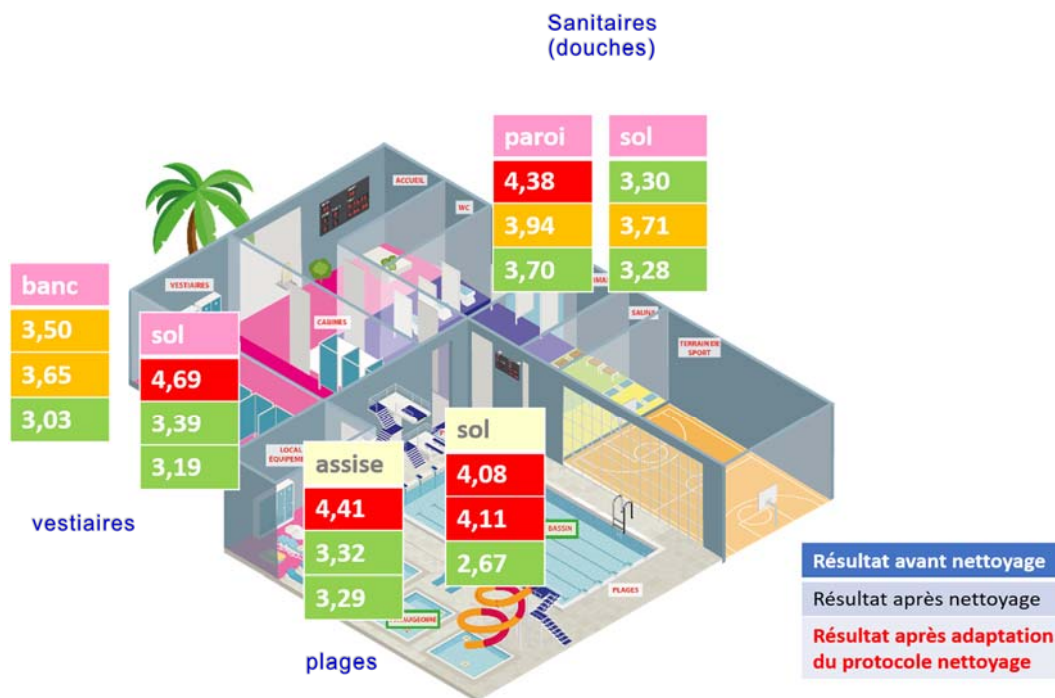 Sanitaires
(douches)
paroi
4,38
3,94
3,70
sol
3,30
3,71
3,28
ACCUEIL
WC
banc
3,50
3,65
3,03
VESTIAIRES
sol
4,69
3,39
3,19
CABINES
SAUNA
TERRAIN DE
SPORT
LOCAL
assise
4,41
3,32
3,29
sol
4,08
4,11
2,67
BASSIN
PLAGES
vestiaires
plages
Résultat avant nettoyage
Résultat après nettoyage
Résultat après adaptation
du protocole nettoyage